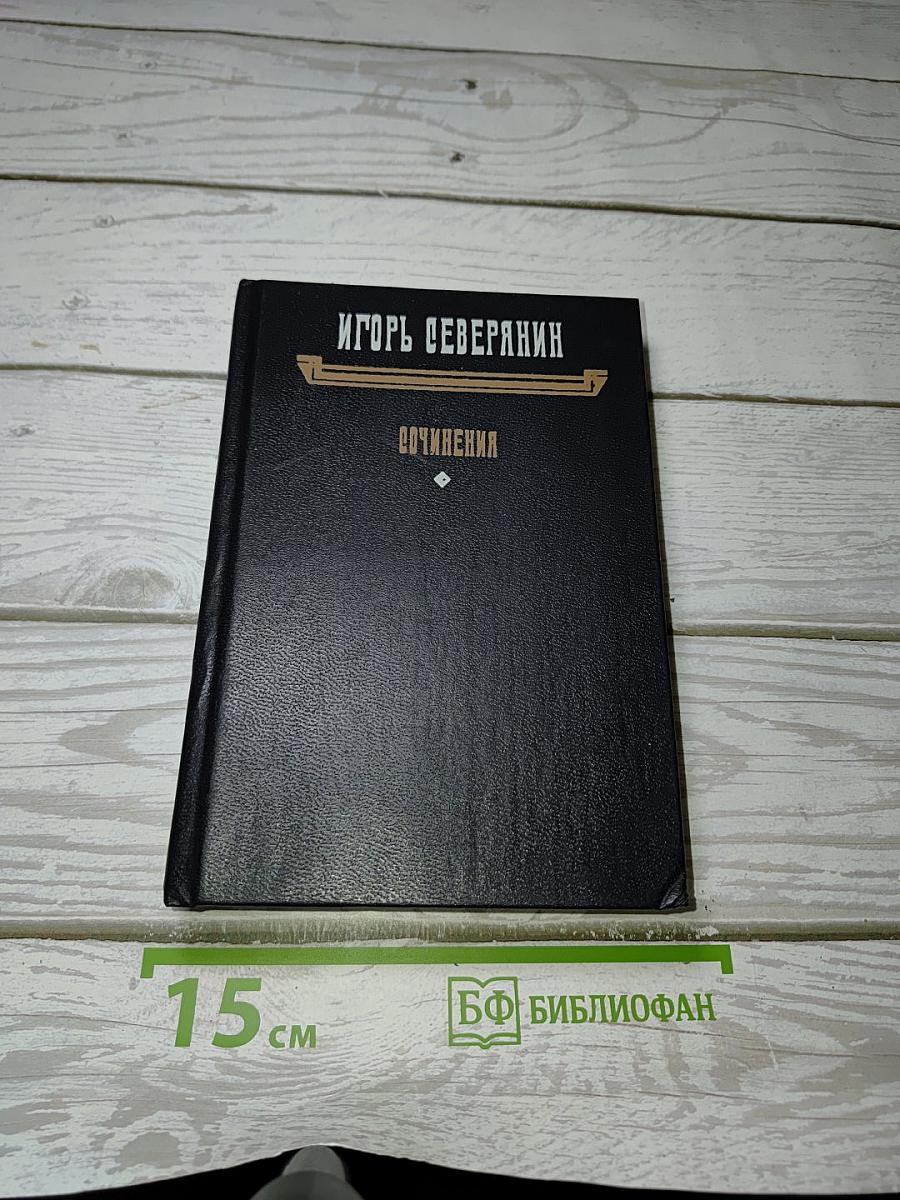 ИГОРЬ СЕВЕРЯНИН
СОЧИНЕНИЯ
15 см
БФ БИБЛИОФАН